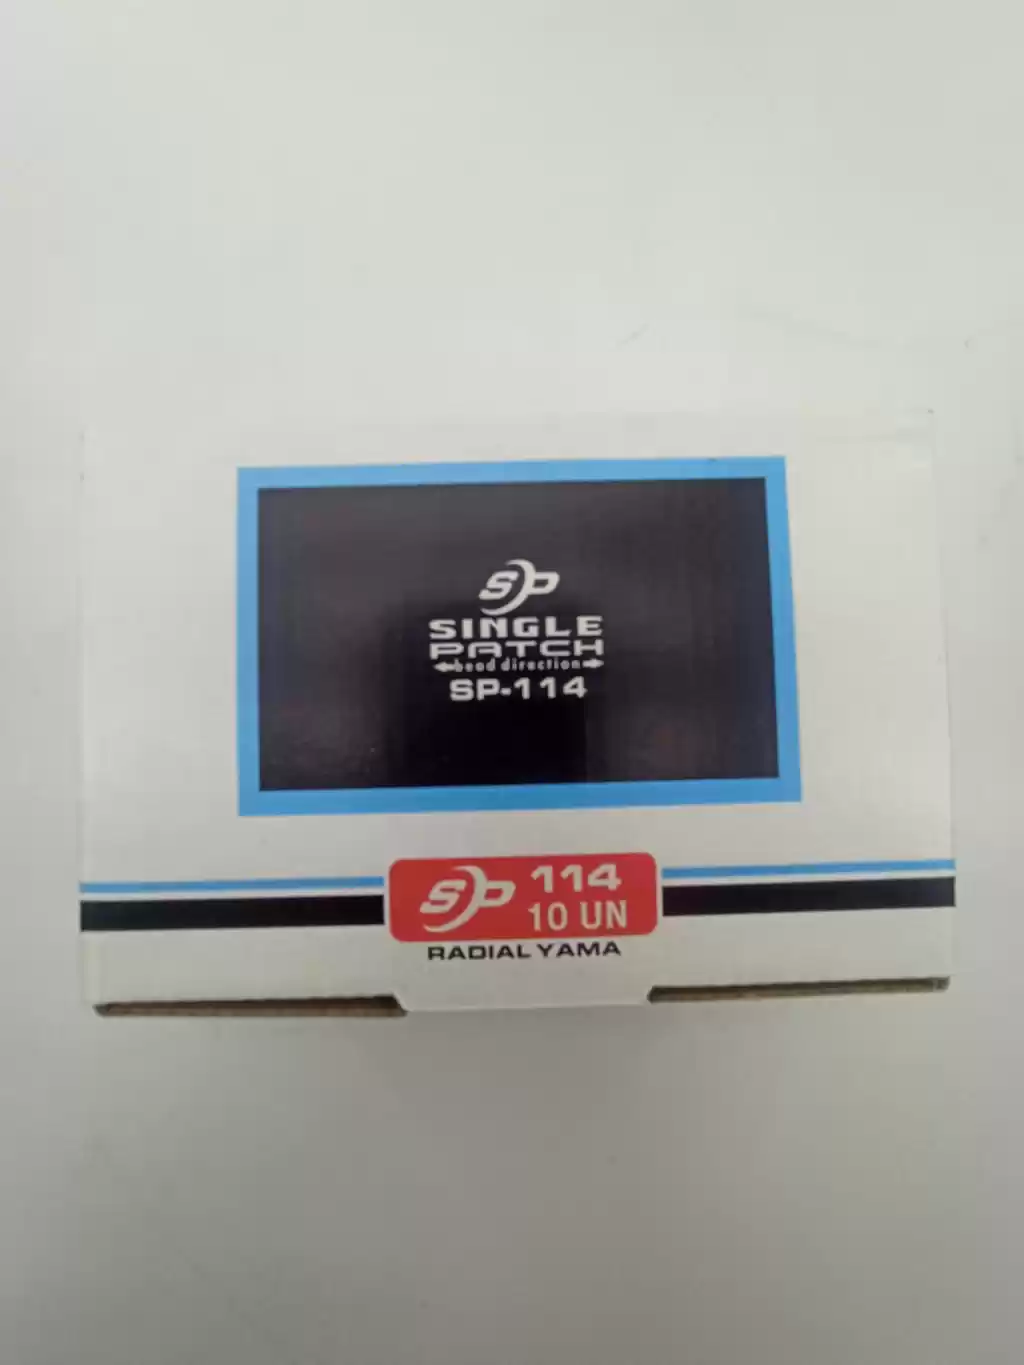 SP
SINGLE
PATCH
bead direction
SP-114
SP 114
10 UN
RADIAL YAMA